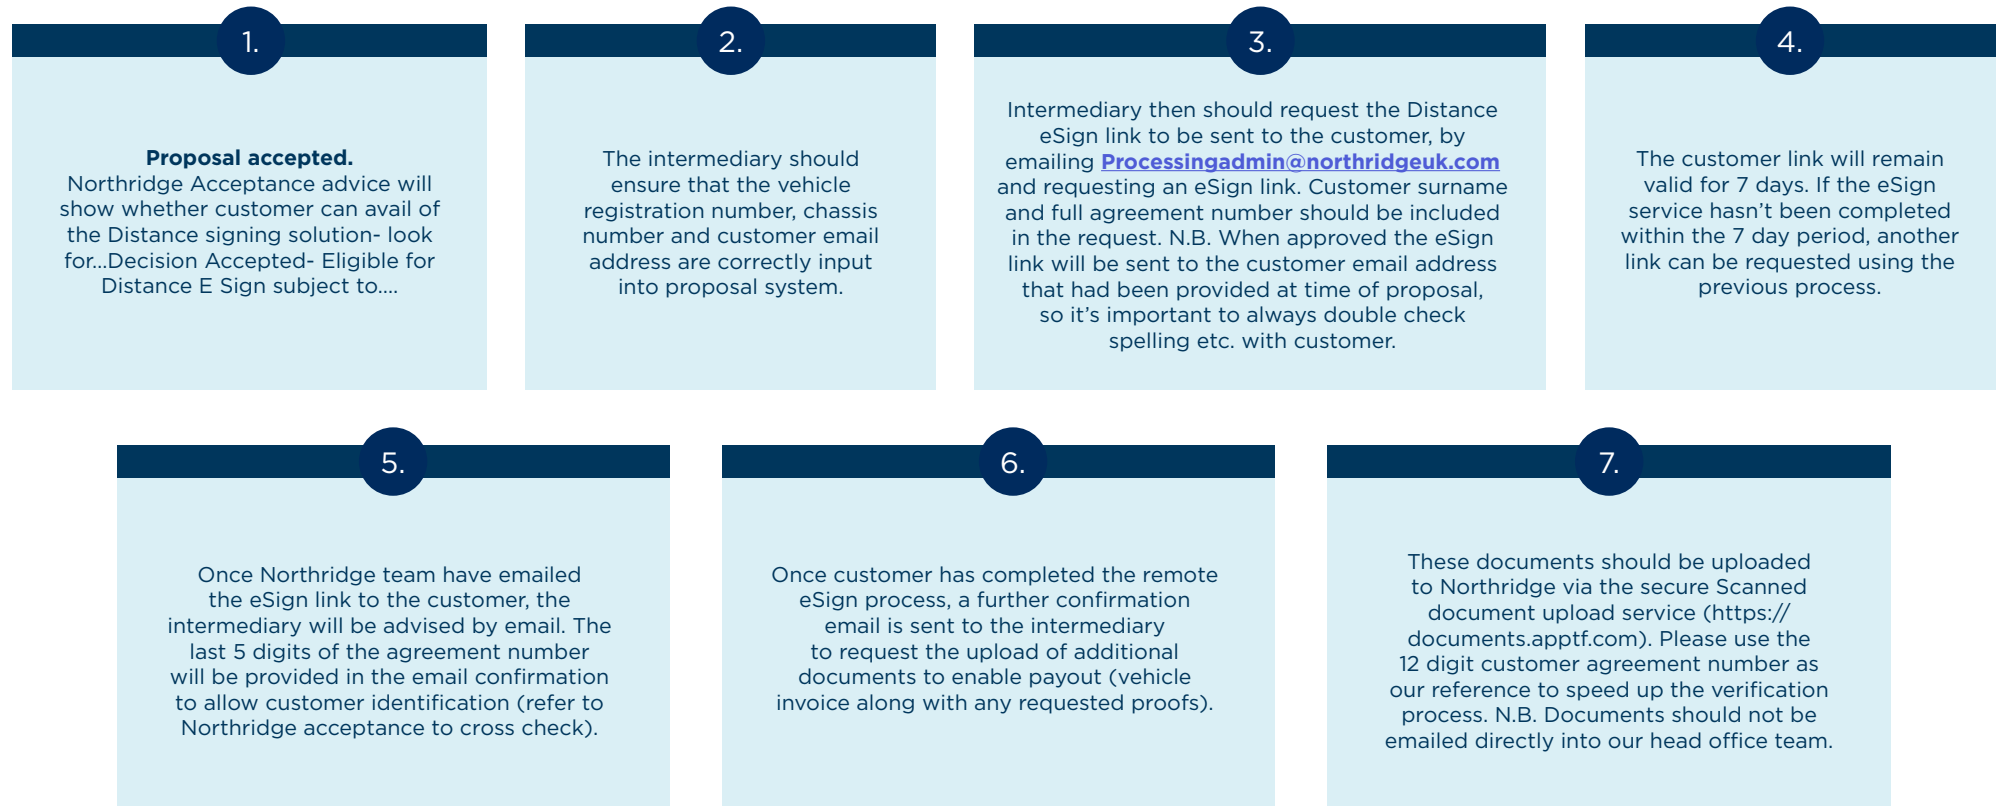 1.
Proposal accepted.
Northridge Acceptance advice will
show whether customer can avail of
the Distance signing solution- look
for...Decision Accepted- Eligible for
Distance E Sign subject to....
2.
The intermediary should
ensure that the vehicle
registration number, chassis
number and customer email
address are correctly input
into proposal system.
3.
Intermediary then should request the Distance
eSign link to be sent to the customer, by
emailing Processingadmin@northridgeuk.com
and requesting an eSign link. Customer surname
and full agreement number should be included
in the request. N.B. When approved the eSign
link will be sent to the customer email address
that had been provided at time of proposal,
so it’s important to always double check
spelling etc. with customer.
4.
The customer link will remain
valid for 7 days. If the eSign
service hasn’t been completed
within the 7 day period, another
link can be requested using the
previous process.
5.
Once Northridge team have emailed
the eSign link to the customer, the
intermediary will be advised by email. The
last 5 digits of the agreement number
will be provided in the email confirmation
to allow customer identification (refer to
Northridge acceptance to cross check).
6.
Once customer has completed the remote
eSign process, a further confirmation
email is sent to the intermediary
to request the upload of additional
documents to enable payout (vehicle
invoice along with any requested proofs).
7.
These documents should be uploaded
to Northridge via the secure Scanned
document upload service (https://
documents.apptf.com). Please use the
12 digit customer agreement number as
our reference to speed up the verification
process. N.B. Documents should not be
emailed directly into our head office team.